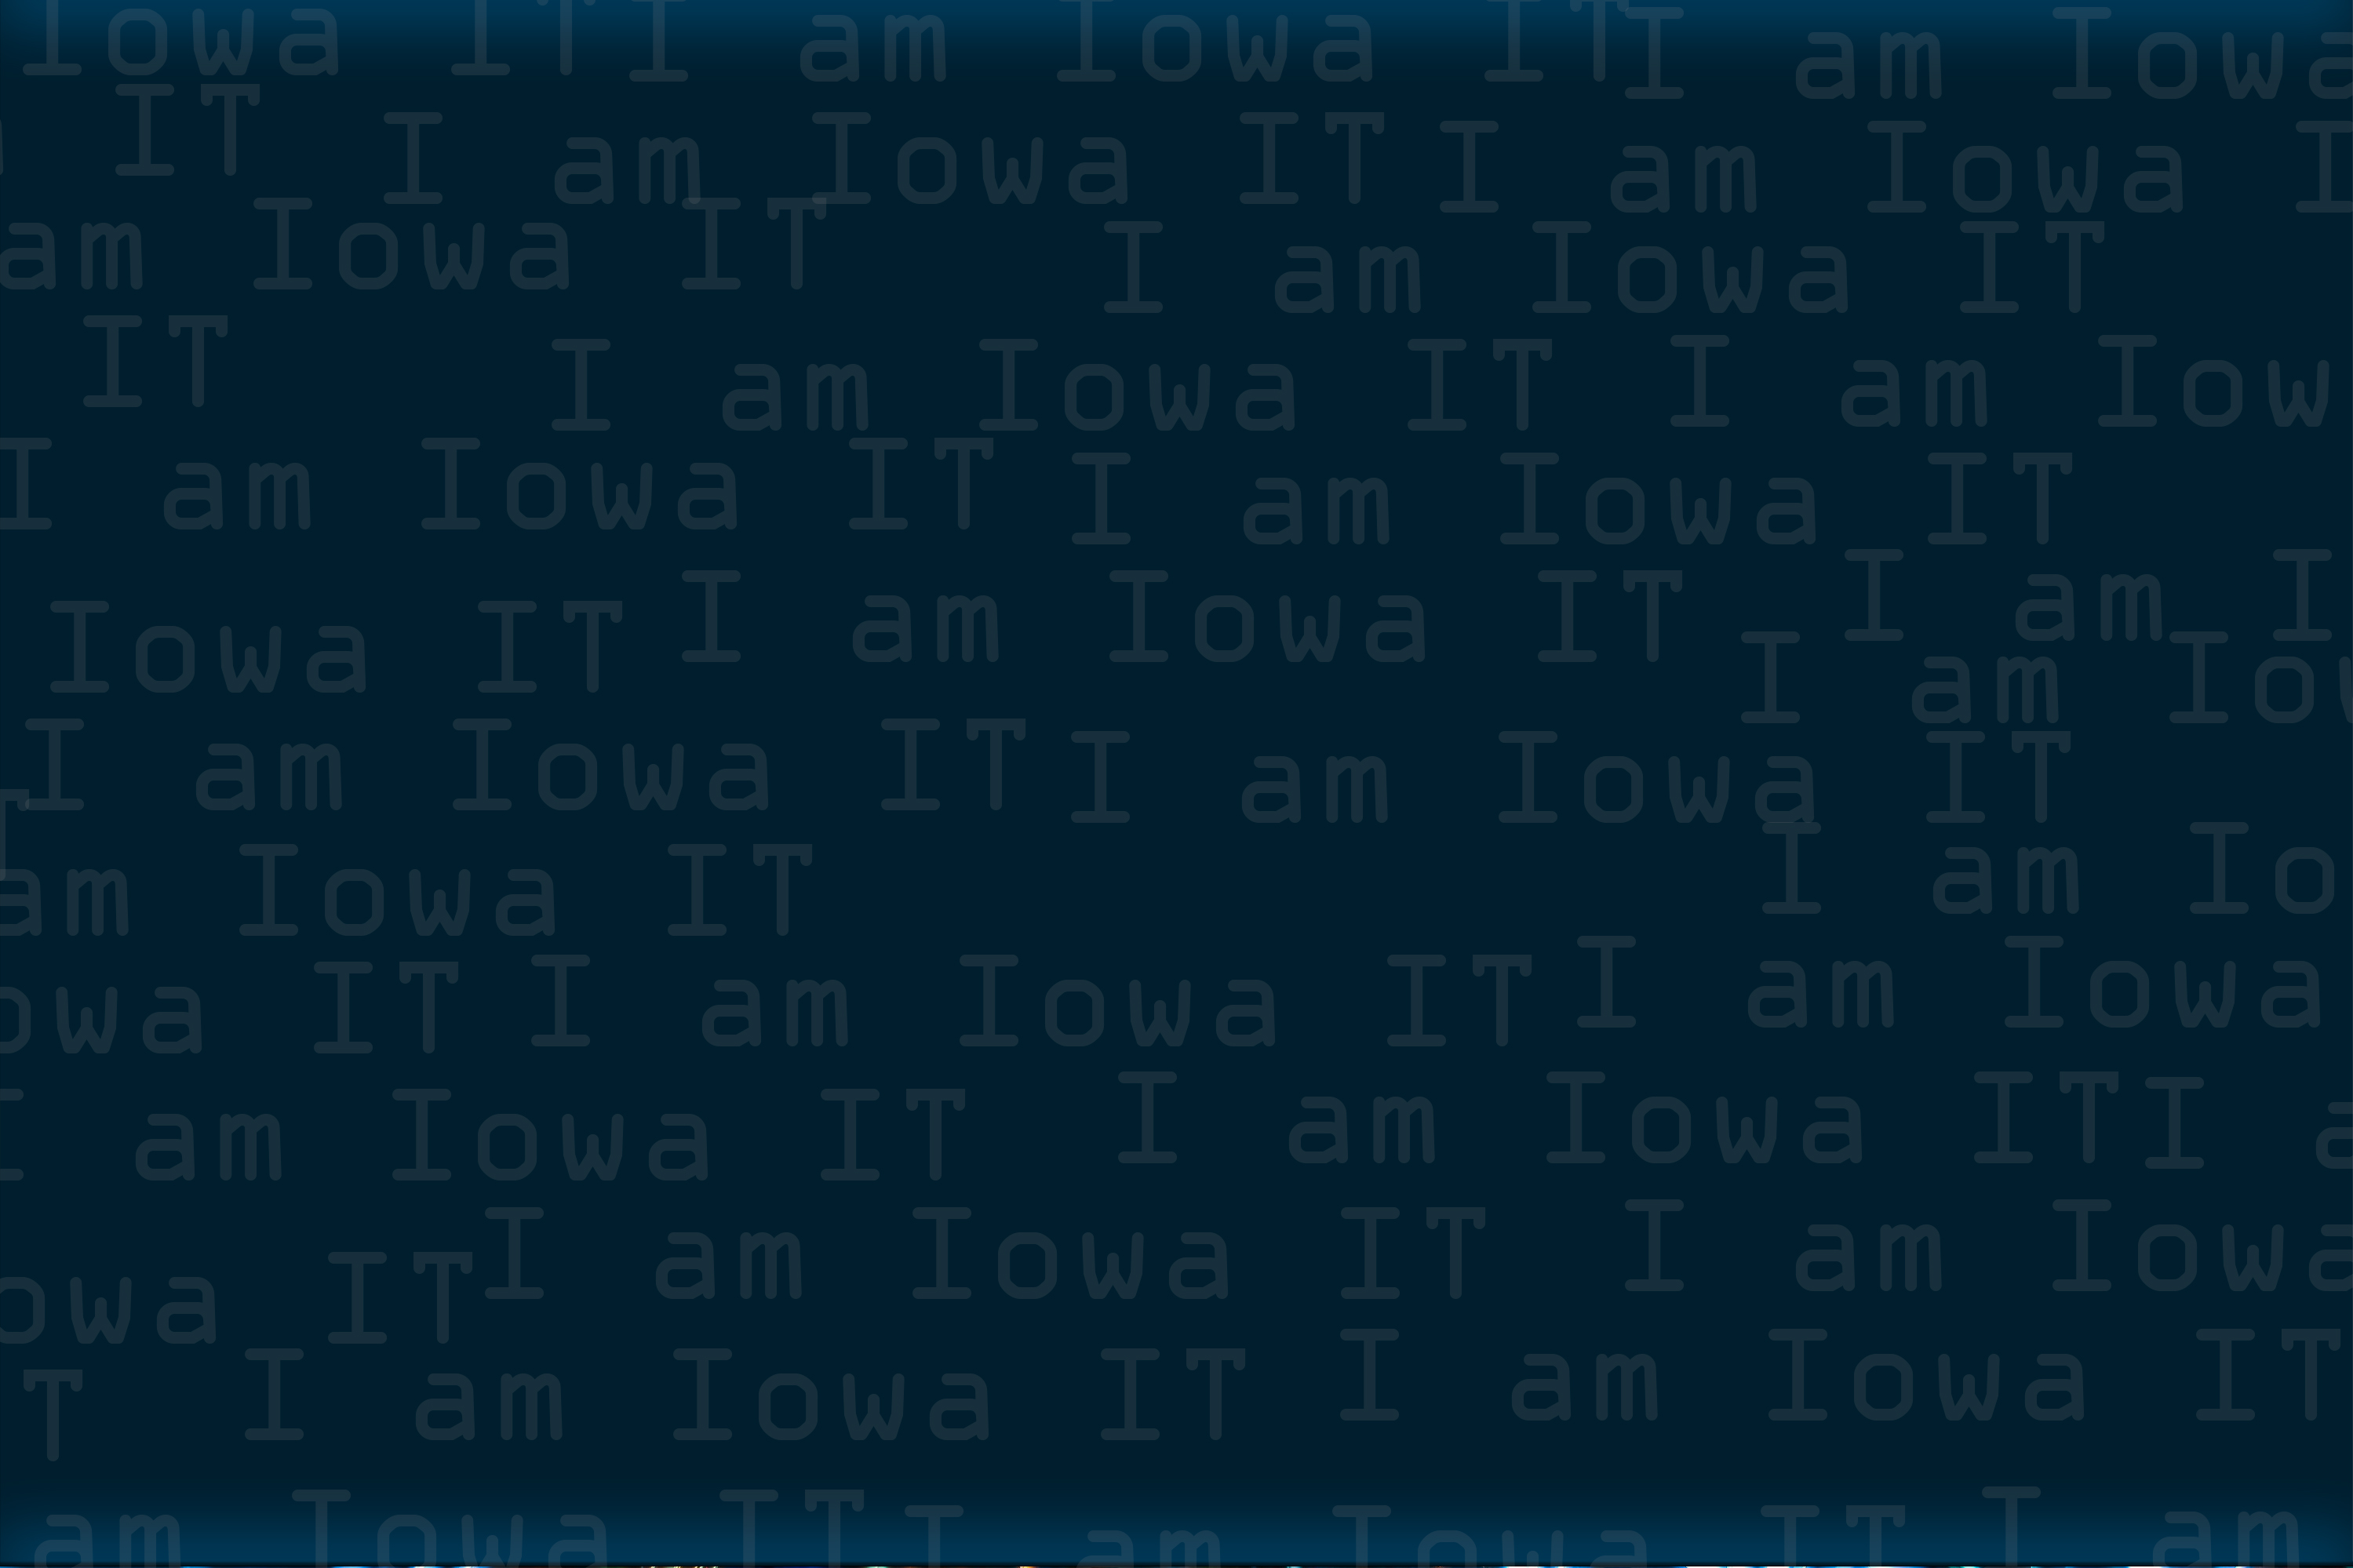 Iowa IT I am Iowa IT I am Iowa
IT I am Iowa IT I am Iowa I
am Iowa IT I am Iowa IT
IT I am Iowa IT I am Iow
I am Iowa IT I am Iowa IT
Iowa IT I am Iowa IT I am I
I am Io
I am Iowa IT I am Iowa IT
am Iowa IT I am Io
owa IT I am Iowa IT I am Iowa
I am Iowa IT I am Iowa IT I a
owa IT I am Iowa IT I am Iowa
T I am Iowa IT I am Iowa IT
am Iowa IT I am Iowa IT I am